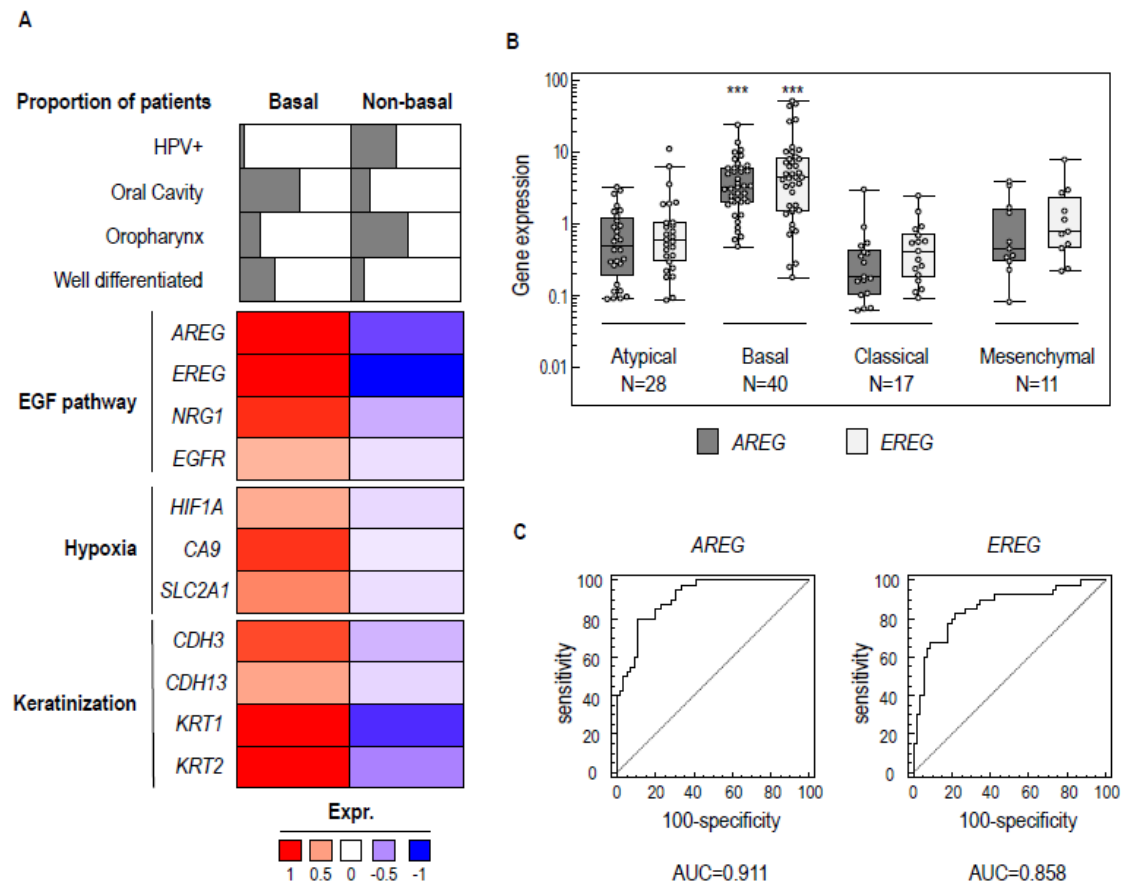 A
Proportion of patients Basal Non-basal
HPV+
Oral Cavity
Oropharynx
Well differentiated
EGF pathway
AREG
EREG
NRG1
EGFR
Hypoxia
HIF1A
CA9
SLC2A1
Keratinization
CDH3
CDH13
KRT1
KRT2
Expr.
1 0.5 0 -0.5 -1
B
Gene expression
100
10
1
0.1
0.01
*** ***
Atypical Basal Classical Mesenchymal
N=28 N=40 N=17 N=11
AREG EREG
C
AREG
sensitivity
100
80
60
40
20
0
0 20 40 60 80 100
100-specificity
AUC=0.911
EREG
sensitivity
100
80
60
40
20
0
0 20 40 60 80 100
100-specificity
AUC=0.858